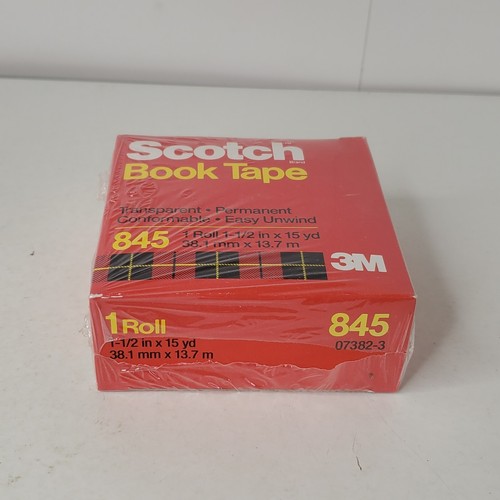 Scotch
Book Tape
Transparent • Permanent
Conformable • Easy Unwind
845
1 Roll 1-1/2 in x 15 yd
38.1 mm x 13.7 m
3M
1 Roll
1-1/2 in x 15 yd
38.1 mm x 13.7 m
845
07382-3